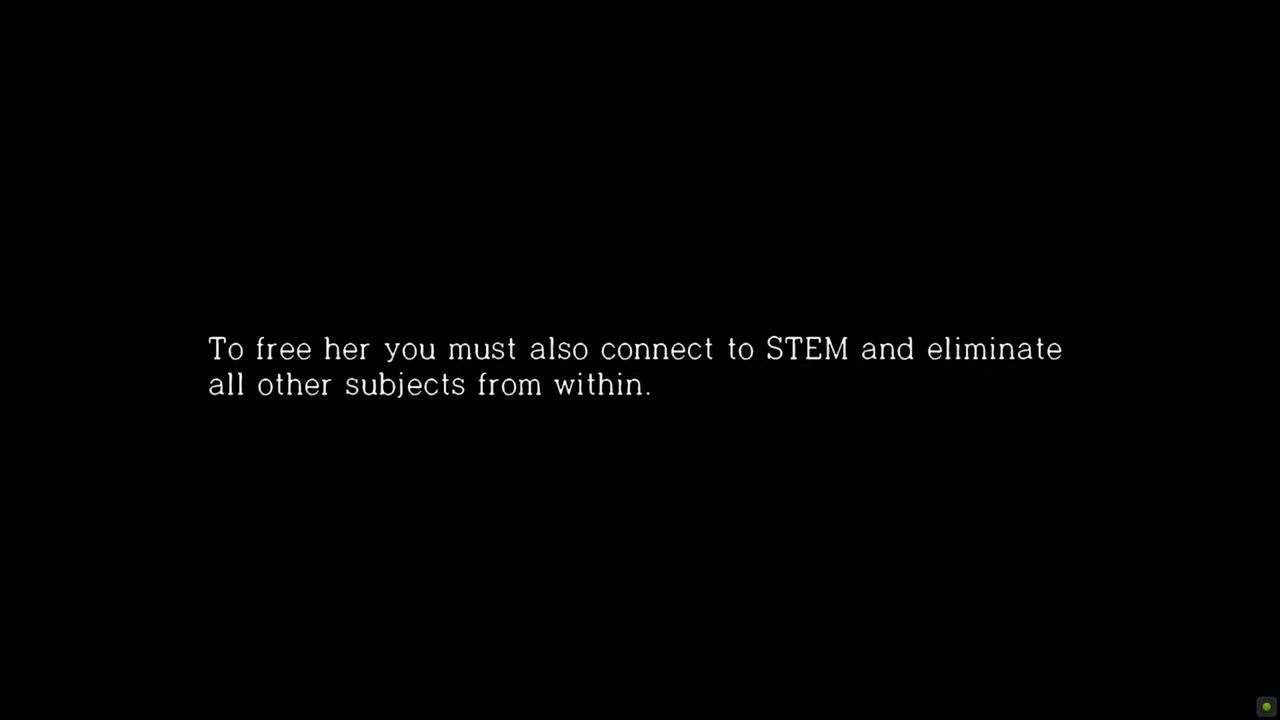 To free her you must also connect to STEM and eliminate
all other subjects from within.